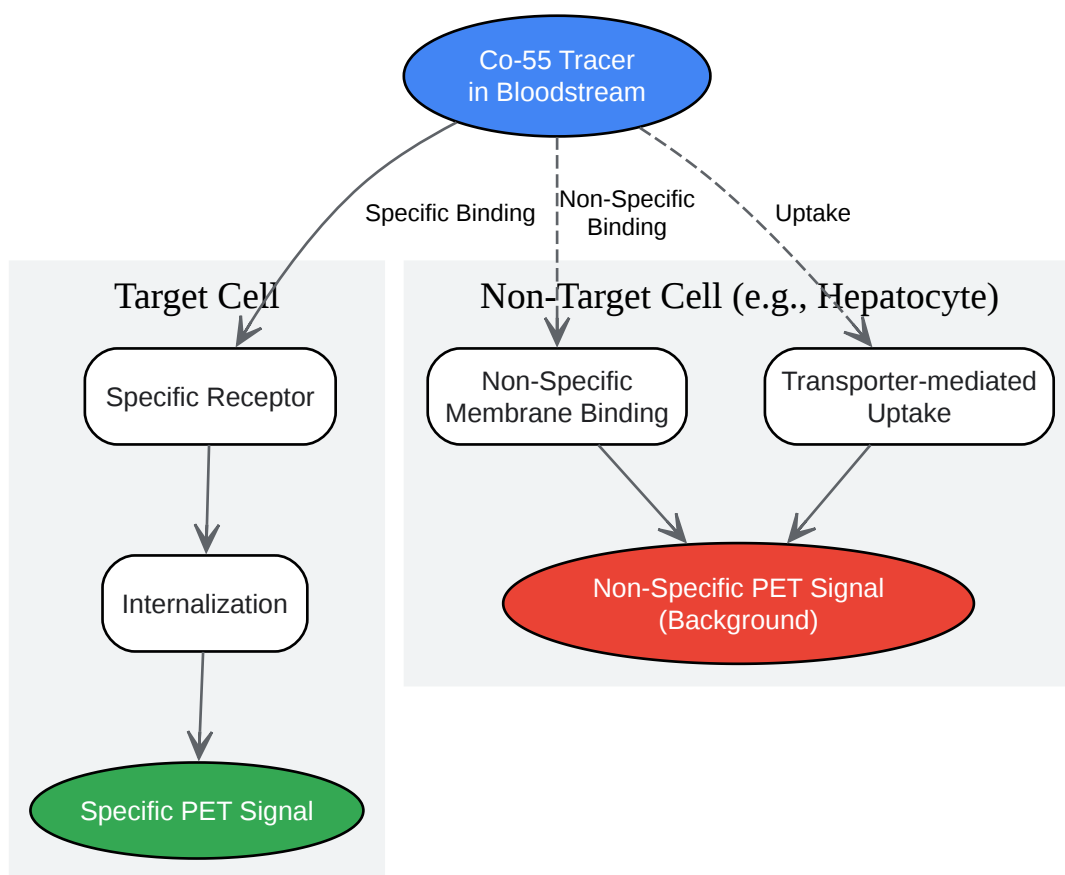 Co-55 Tracer
in Bloodstream
Specific Binding
Non-Specific
Binding
Uptake
Target Cell
Non-Target Cell (e.g., Hepatocyte)
Specific Receptor
Non-Specific
Membrane Binding
Transporter-mediated
Uptake
Internalization
Non-Specific PET Signal
(Background)
Specific PET Signal